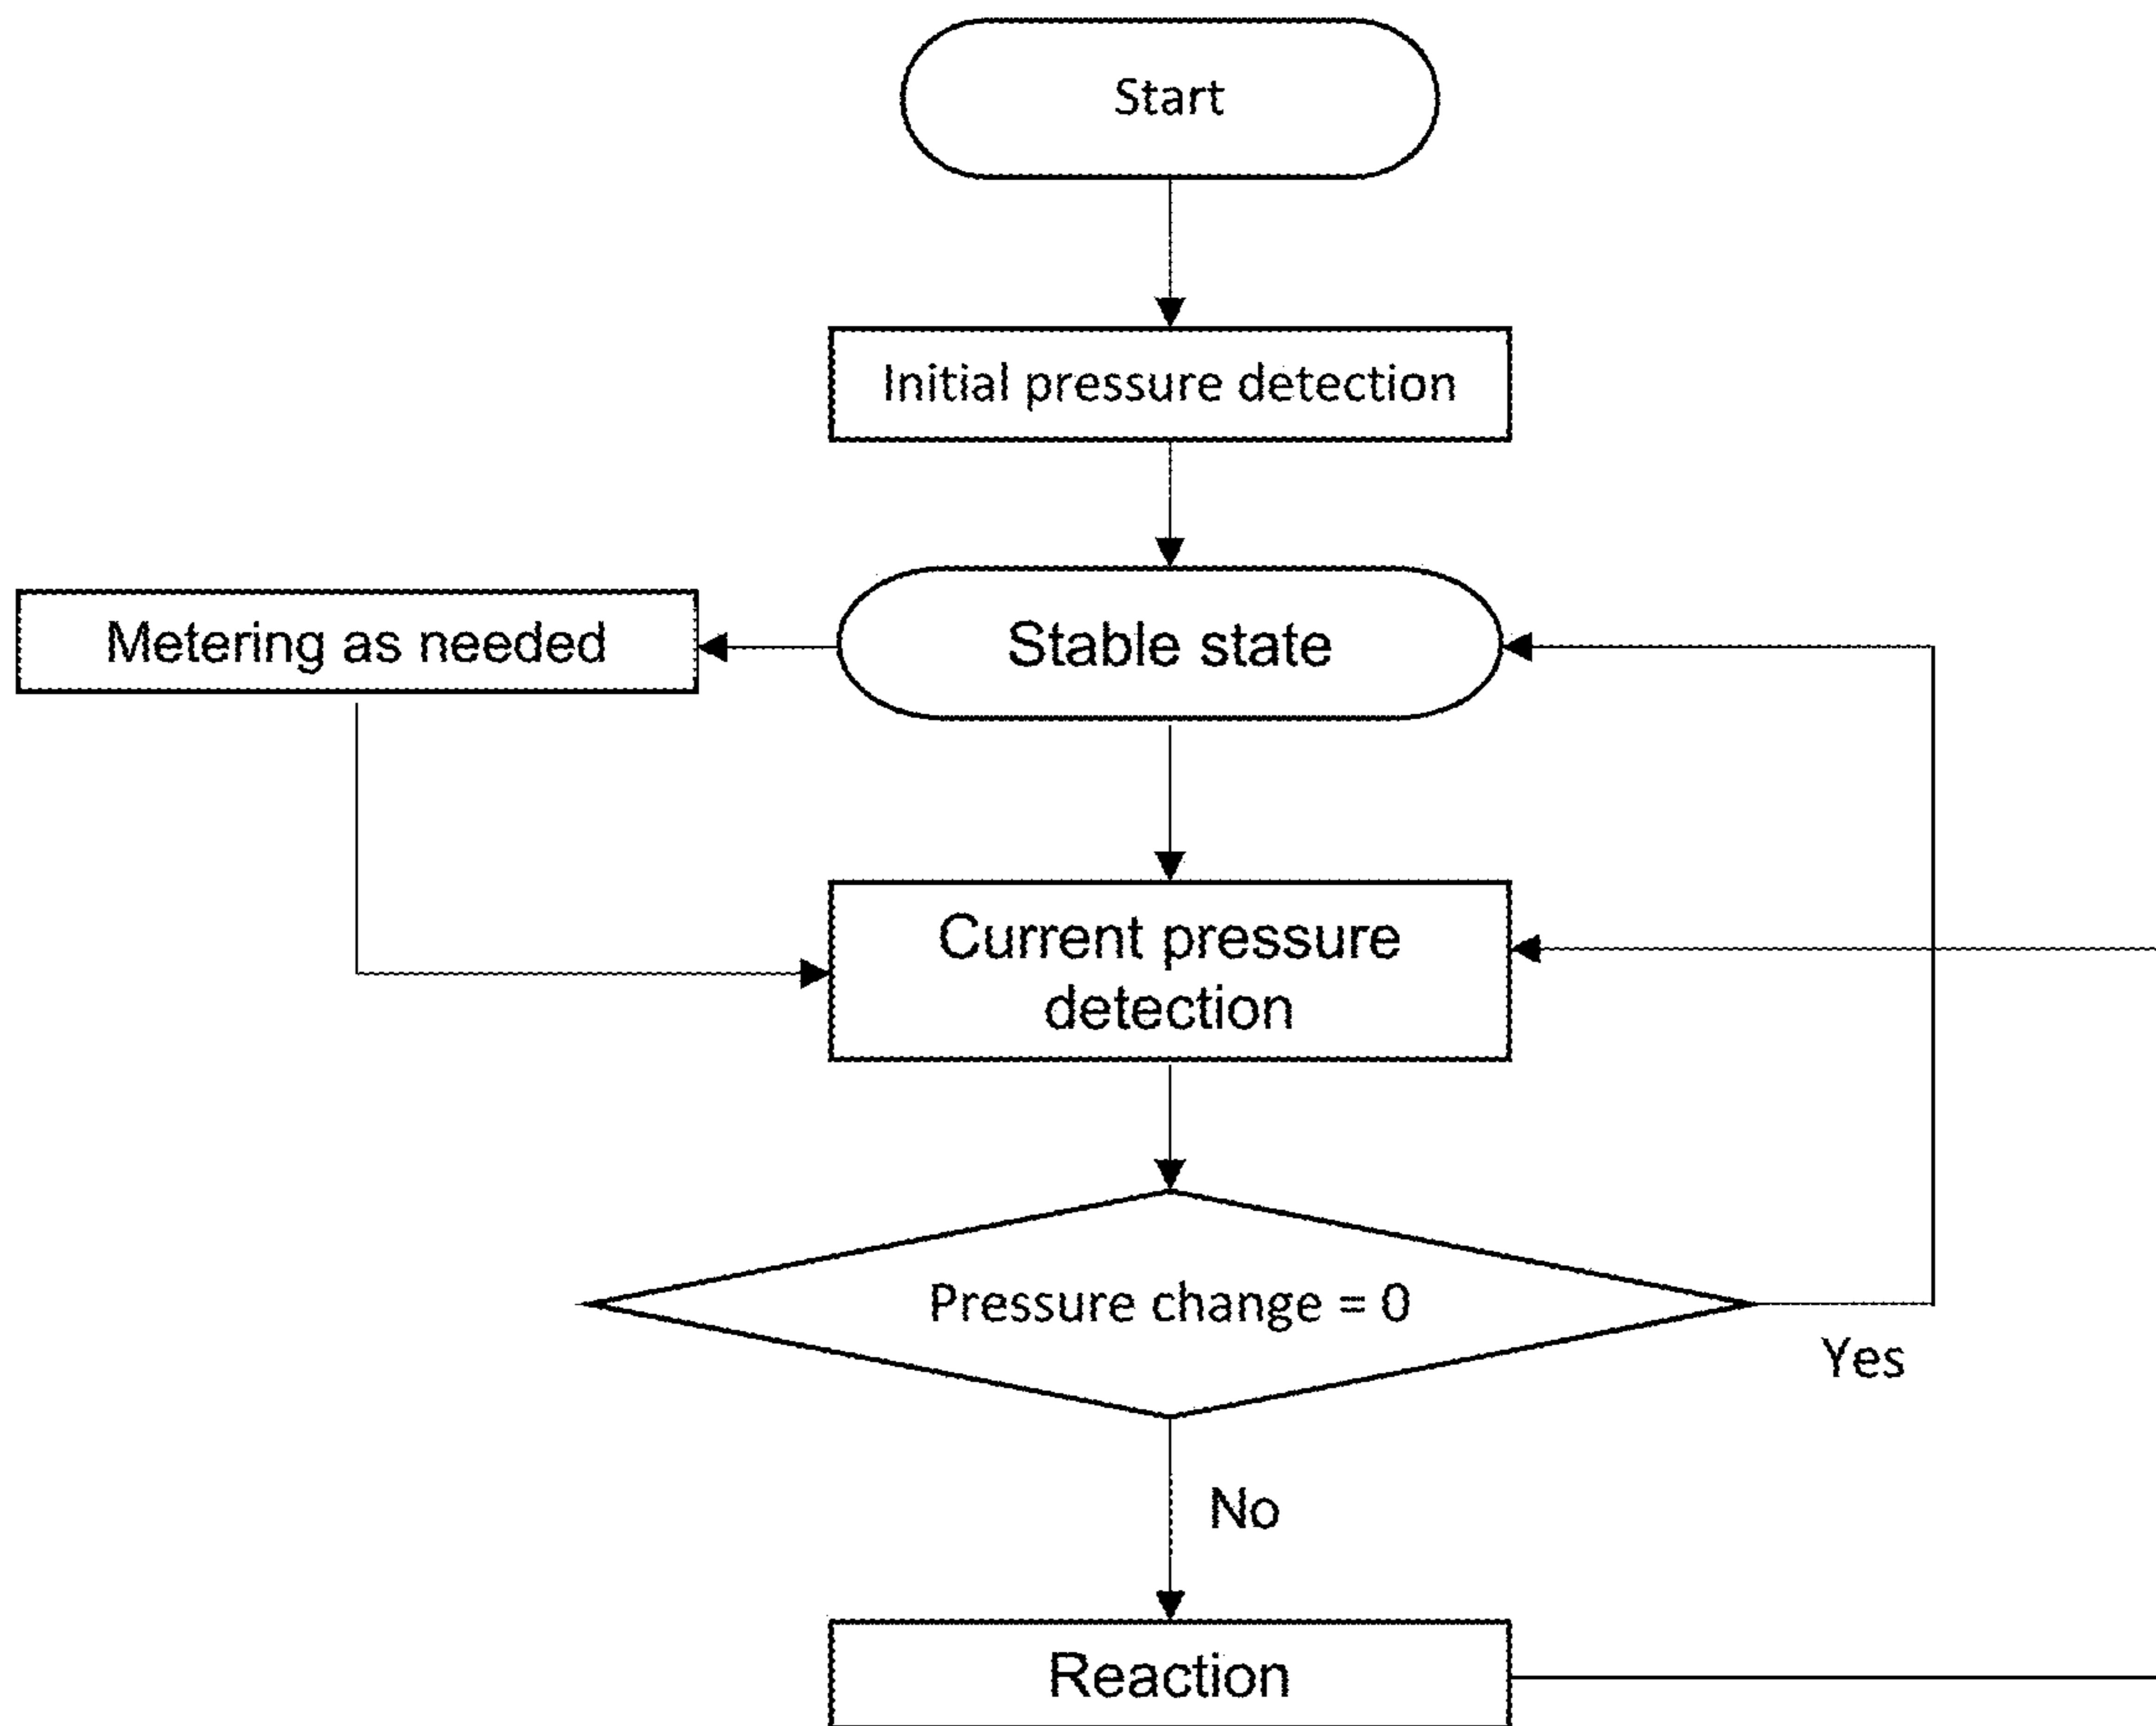 Start
Initial pressure detection
Metering as needed
Stable state
Current pressure
detection
Pressure change = 0
Yes
No
Reaction